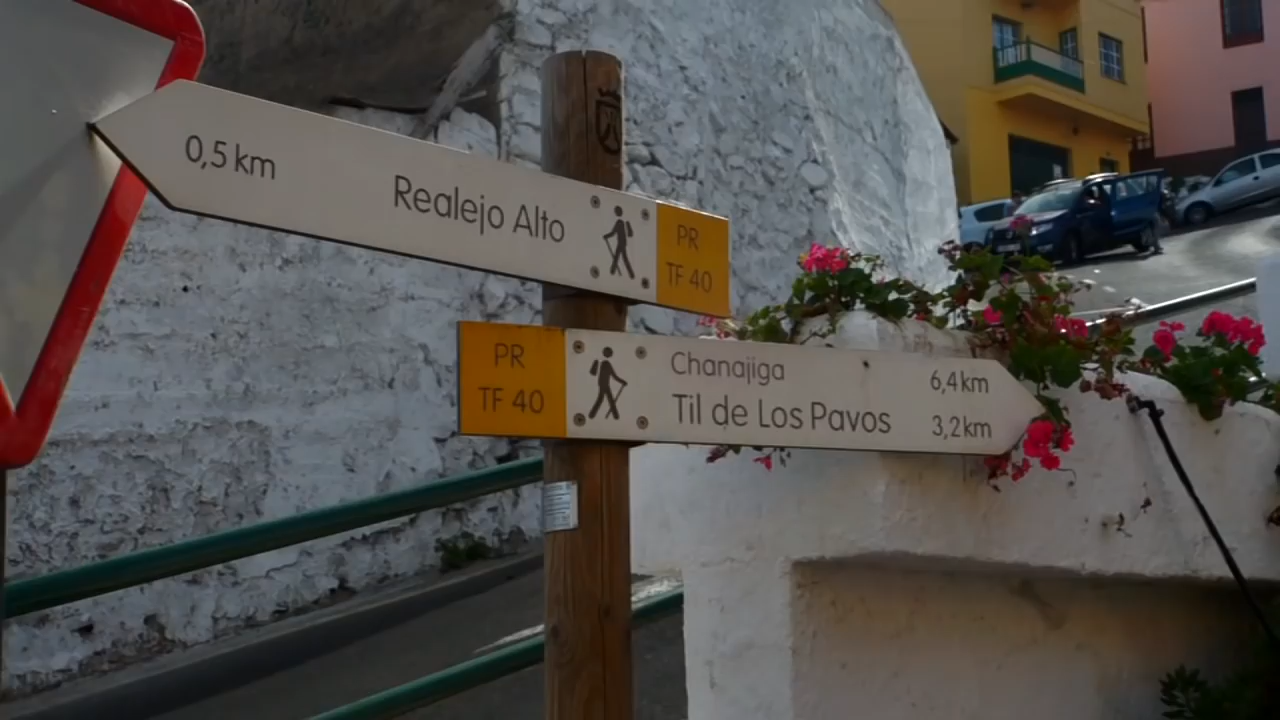 0,5 km
Realejo Alto
PR
TF 40
PR
TF 40
Chanajiga 6,4 km
Til de Los Pavos 3,2 km